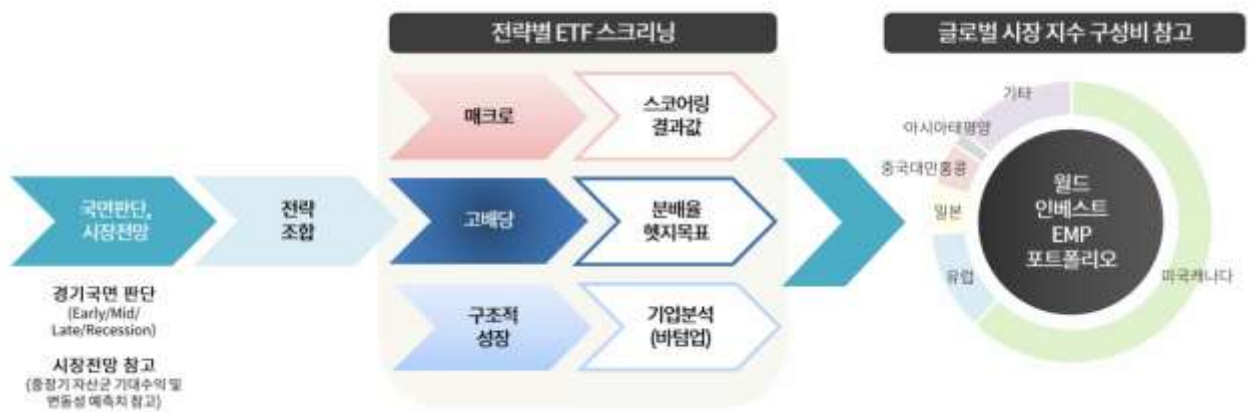 전략별 ETF 스크리닝
글로벌 시장 지수 구성비 참고
국면판단,
시장전망
전략
조합
매크로
스코어링
결과값
고배당
분배율
헷지목표
구조적
성장
기업분석
(바텀업)
경기국면 판단
(Early/Mid/
Late/Recession)
시장전망 참고
(중장기 자산군 기대수익 및
변동성 예측치 참고)
기타
아시아태평양
중국대만홍콩
일본
유럽
미국캐나다
월드
인베스트
EMP
포트폴리오